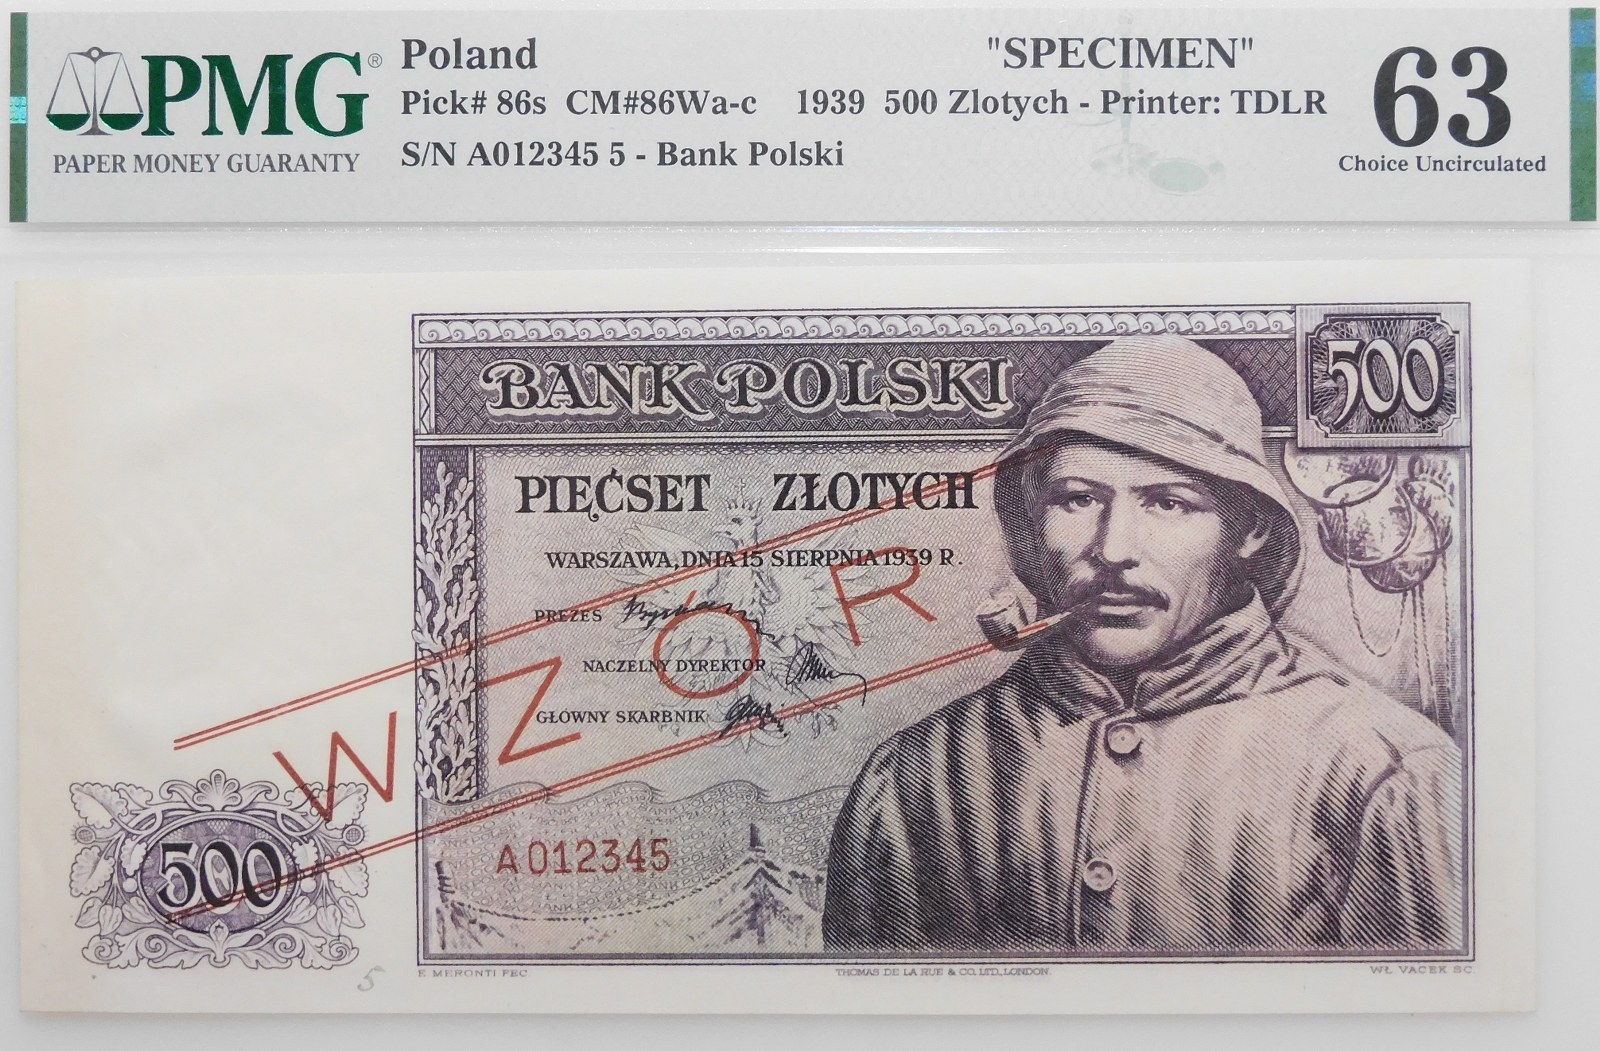 PMG®
PAPER MONEY GUARANTY
Poland "SPECIMEN"
Pick# 86s CM#86Wa-c 1939 500 Zlotych - Printer: TDLR
S/N A012345 5 - Bank Polski
63
Choice Uncirculated
BANK POLSKI
500
PIĘĆSET ZŁOTYCH
WARSZAWA, DNIA 15 SIERPNIA 1939 R.
PREZES
NACZELNY DYREKTOR
GŁÓWNY SKARBNIK
WZÓR
A012345
500
5
E MERONTI FEC.
THOMAS DE LA RUE & CO. LTD., LONDON.
WŁ. VACEK SC.